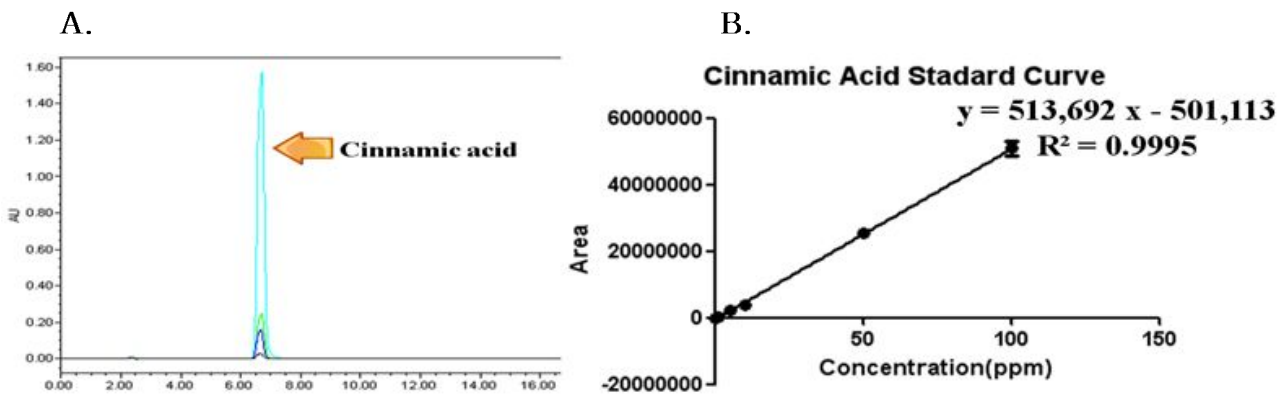 A.
1.60
1.40
1.20
1.00
0.80
0.60
0.40
0.20
0.00
AU
0.00 2.00 4.00 6.00 8.00 10.00 12.00 14.00 16.00
Cinnamic acid
B.
Cinnamic Acid Stadard Curve
y = 513,692 x - 501,113
R² = 0.9995
60000000
40000000
20000000
0
-20000000
Area
50 100 150
Concentration(ppm)